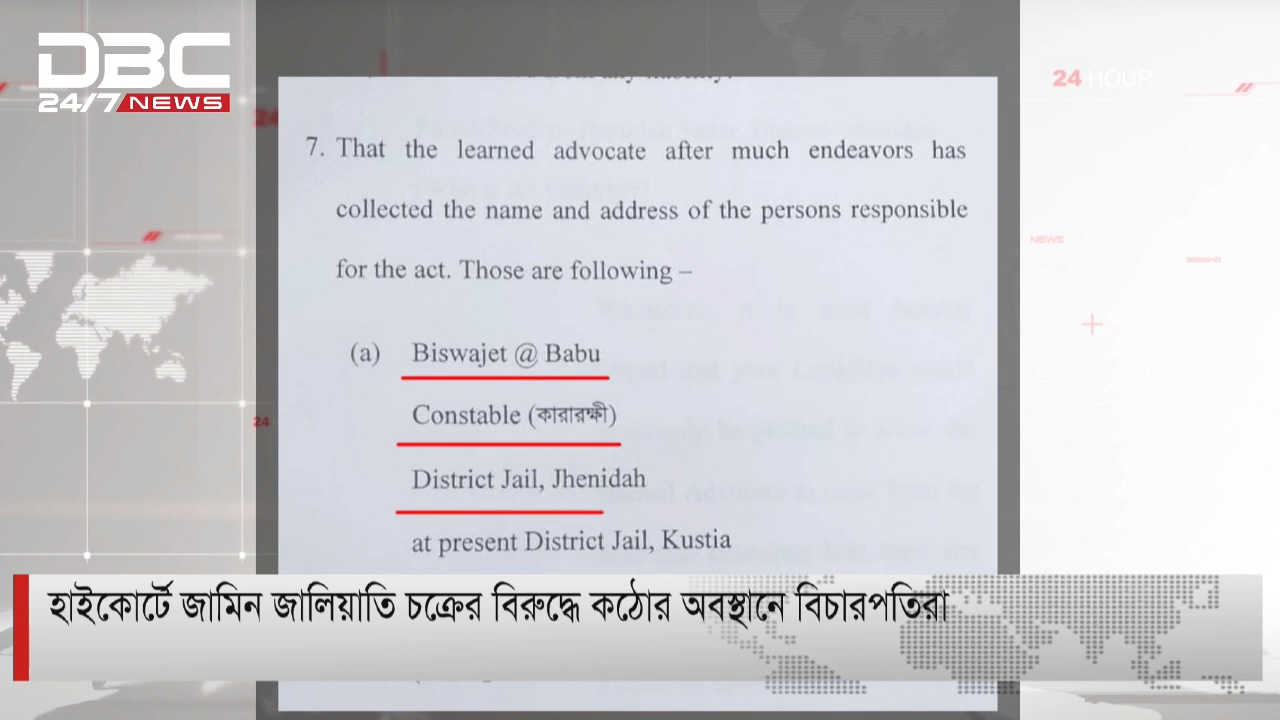 DBC
24/7 NEWS
24 HOUR
7. That the learned advocate after much endeavors has
collected the name and address of the persons responsible
for the act. Those are following –
NEWS
(a) Biswajet @ Babu
Constable (কারারক্ষী)
24
District Jail, Jhenidah
at present District Jail, Kustia
হাইকোর্টে জামিন জালিয়াতি চক্রের বিরুদ্ধে কঠোর অবস্থানে বিচারপতিরা